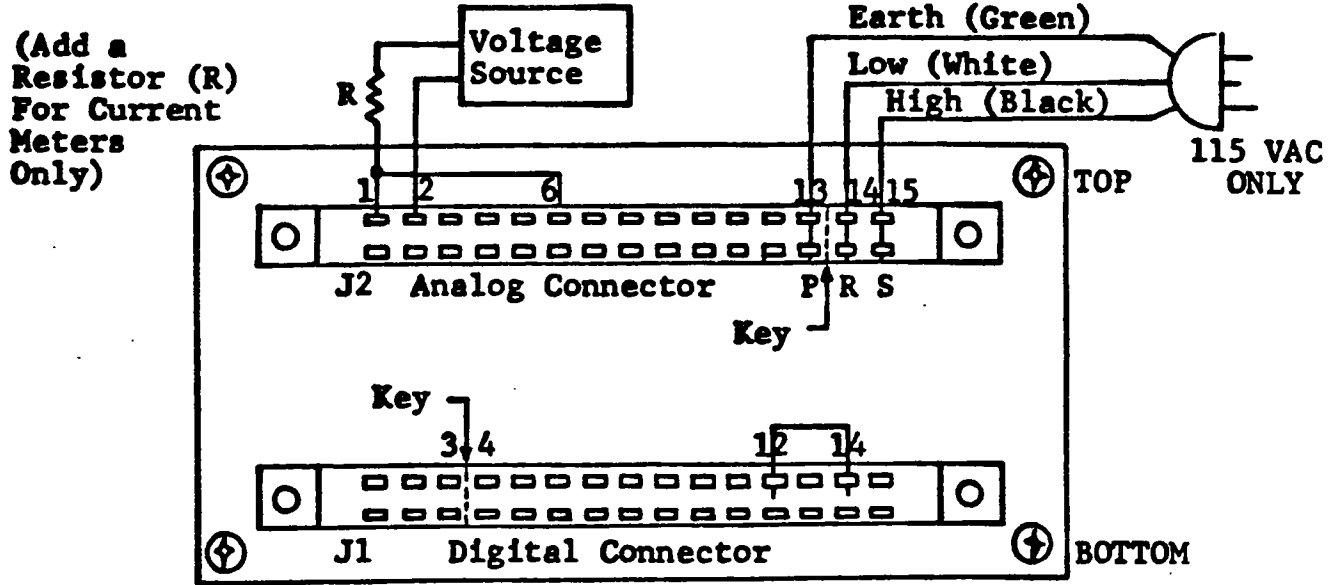 (Add a
Resistor (R)
For Current
Meters
Only)
R
Voltage
Source
Earth (Green)
Low (White)
High (Black)
115 VAC
ONLY
TOP
1 2 6 13 14 15
J2 Analog Connector P R S
Key
Key
3 4 12 14
J1 Digital Connector
BOTTOM